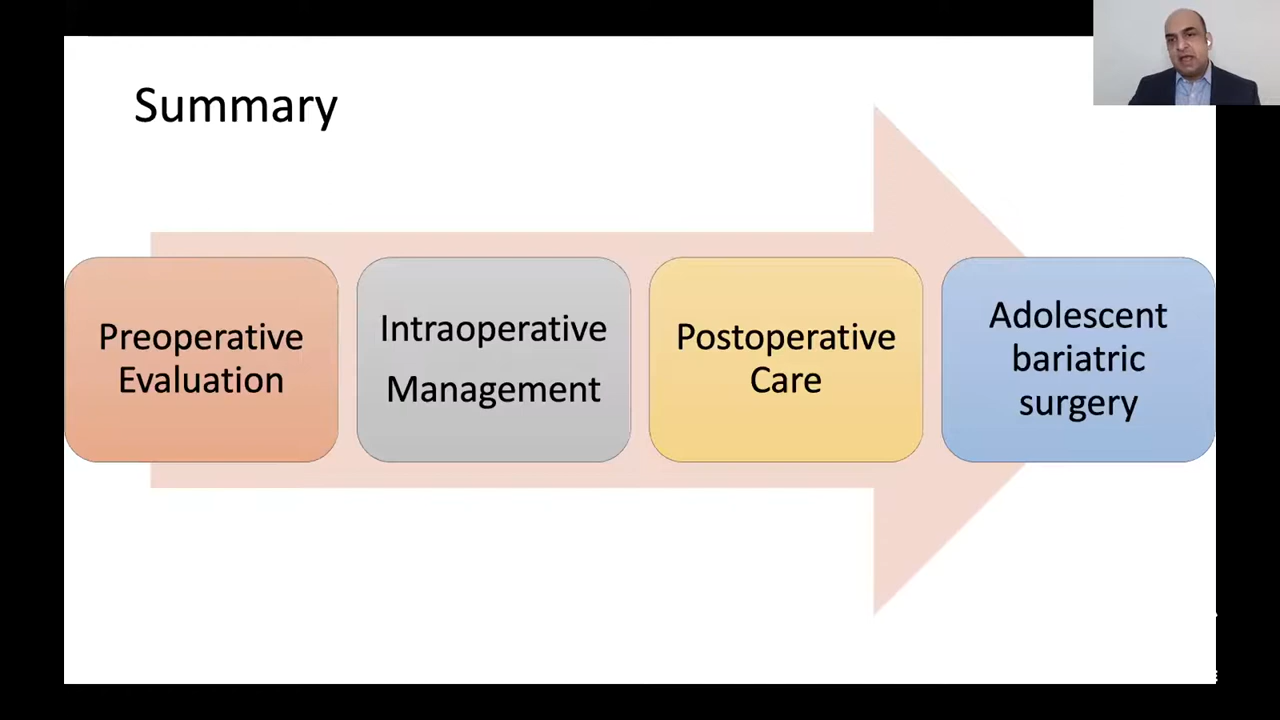 Summary
Preoperative
Evaluation
Intraoperative
Management
Postoperative
Care
Adolescent
bariatric
surgery